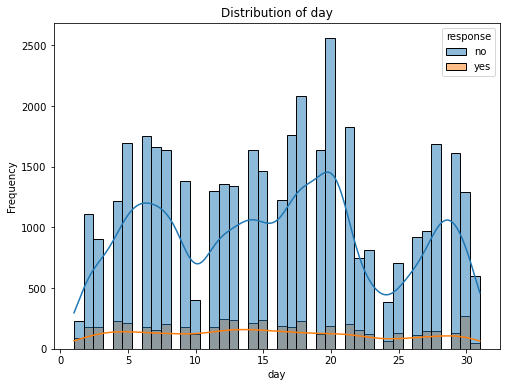 Distribution of day
response
no
yes
2500
2000
1500
1000
500
0
Frequency
0 5 10 15 20 25 30
day